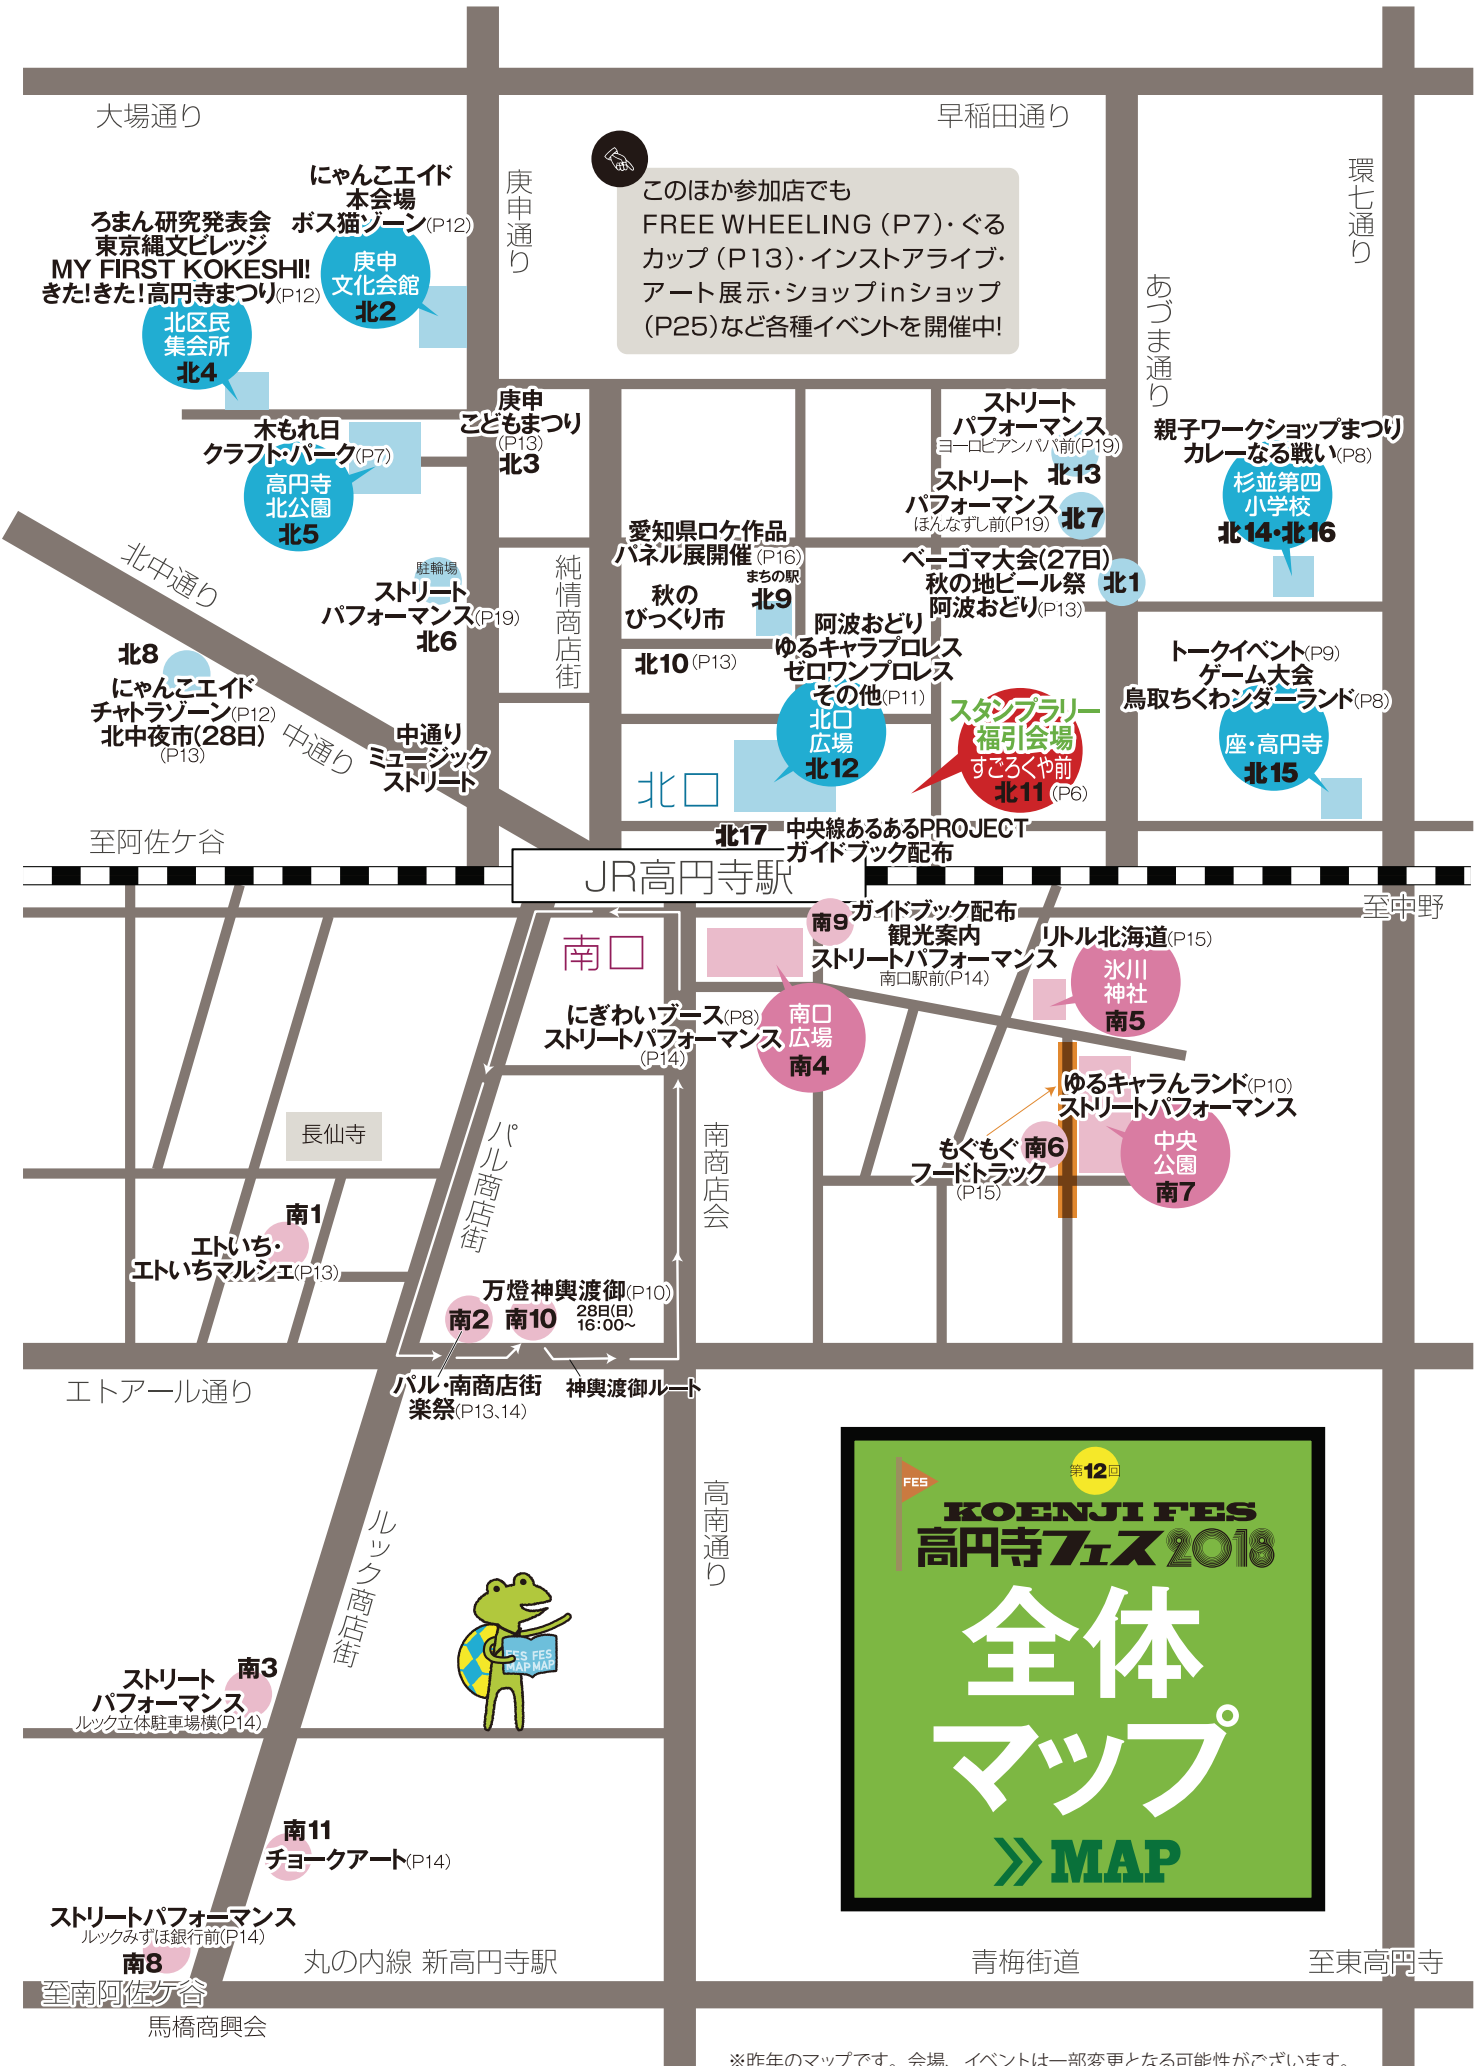 大場通り
早稲田通り
庚申通り
環七通り
あづま通り
このほか参加店でも
FREE WHEELING (P7)・ぐる
カップ (P13)・インストアライブ・
アート展示・ショップinショップ
(P25)など各種イベントを開催中!
にゃんこエイド
本会場
ボス猫ゾーン(P12)
庚申
文化会館
北2
ろまん研究発表会
東京縄文ビレッジ
MY FIRST KOKESHI!
きた!きた!高円寺まつり(P12)
北区民
集会所
北4
庚申
こどもまつり
(P13)
北3
木もれ日
クラフト・パーク(P7)
高円寺
北公園
北5
ストリート
パフォーマンス
ヨーロピアンパパ前(P19)
北13
ストリート
パフォーマンス
ほんなずし前(P19)
北7
親子ワークショップまつり
カレーなる戦い(P8)
杉並第四
小学校
北14・北16
北中通り
駐輪場
ストリート
パフォーマンス(P19)
北6
純情商店街
愛知県ロケ作品
パネル展開催(P16)
まちの駅
北9
秋の
びっくり市
北10(P13)
ベーゴマ大会(27日)
秋の地ビール祭
阿波おどり(P13)
北1
阿波おどり
ゆるキャラプロレス
ゼロワンプロレス
その他(P11)
北口
広場
北12
北8
にゃんこエイド
チャトラゾーン(P12)
北中夜市(28日)
(P13)
中通り
中通り
ミュージック
ストリート
スタンプラリー
福引会場
すごろくや前
北11(P6)
トークイベント(P9)
ゲーム大会
鳥取ちくわンダーランド(P8)
座・高円寺
北15
北口
北17
中央線あるあるPROJECT
ガイドブック配布
至阿佐ケ谷
JR高円寺駅
至中野
南口
南9
ガイドブック配布
観光案内
ストリートパフォーマンス
南口駅前(P14)
リトル北海道(P15)
氷川
神社
南5
にぎわいブース(P8)
ストリートパフォーマンス
(P14)
南口
広場
南4
ゆるキャラんランド(P10)
ストリートパフォーマンス
中央
公園
南7
もぐもぐ
フードトラック
(P15)
南6
長仙寺
パル商店街
南商店会
南1
エトいち・
エトいちマルシェ(P13)
万燈神輿渡御(P10)
28日(日)
16:00~
南2
南10
パル・南商店街
楽祭(P13、14)
神輿渡御ルート
エトアール通り
ルック商店街
高南通り
第12回
FES
KOENJI FES
高円寺フェス2018
全体
マップ
MAP
FES FES
MAP MAP
南3
ストリート
パフォーマンス
ルック立体駐車場横(P14)
南11
チョークアート(P14)
ストリートパフォーマンス
ルックみずほ銀行前(P14)
南8
丸の内線 新高円寺駅
青梅街道
至東高円寺
至南阿佐ケ谷
馬橋商興会
※昨年のマップです。会場、イベントは一部変更となる可能性がございます。